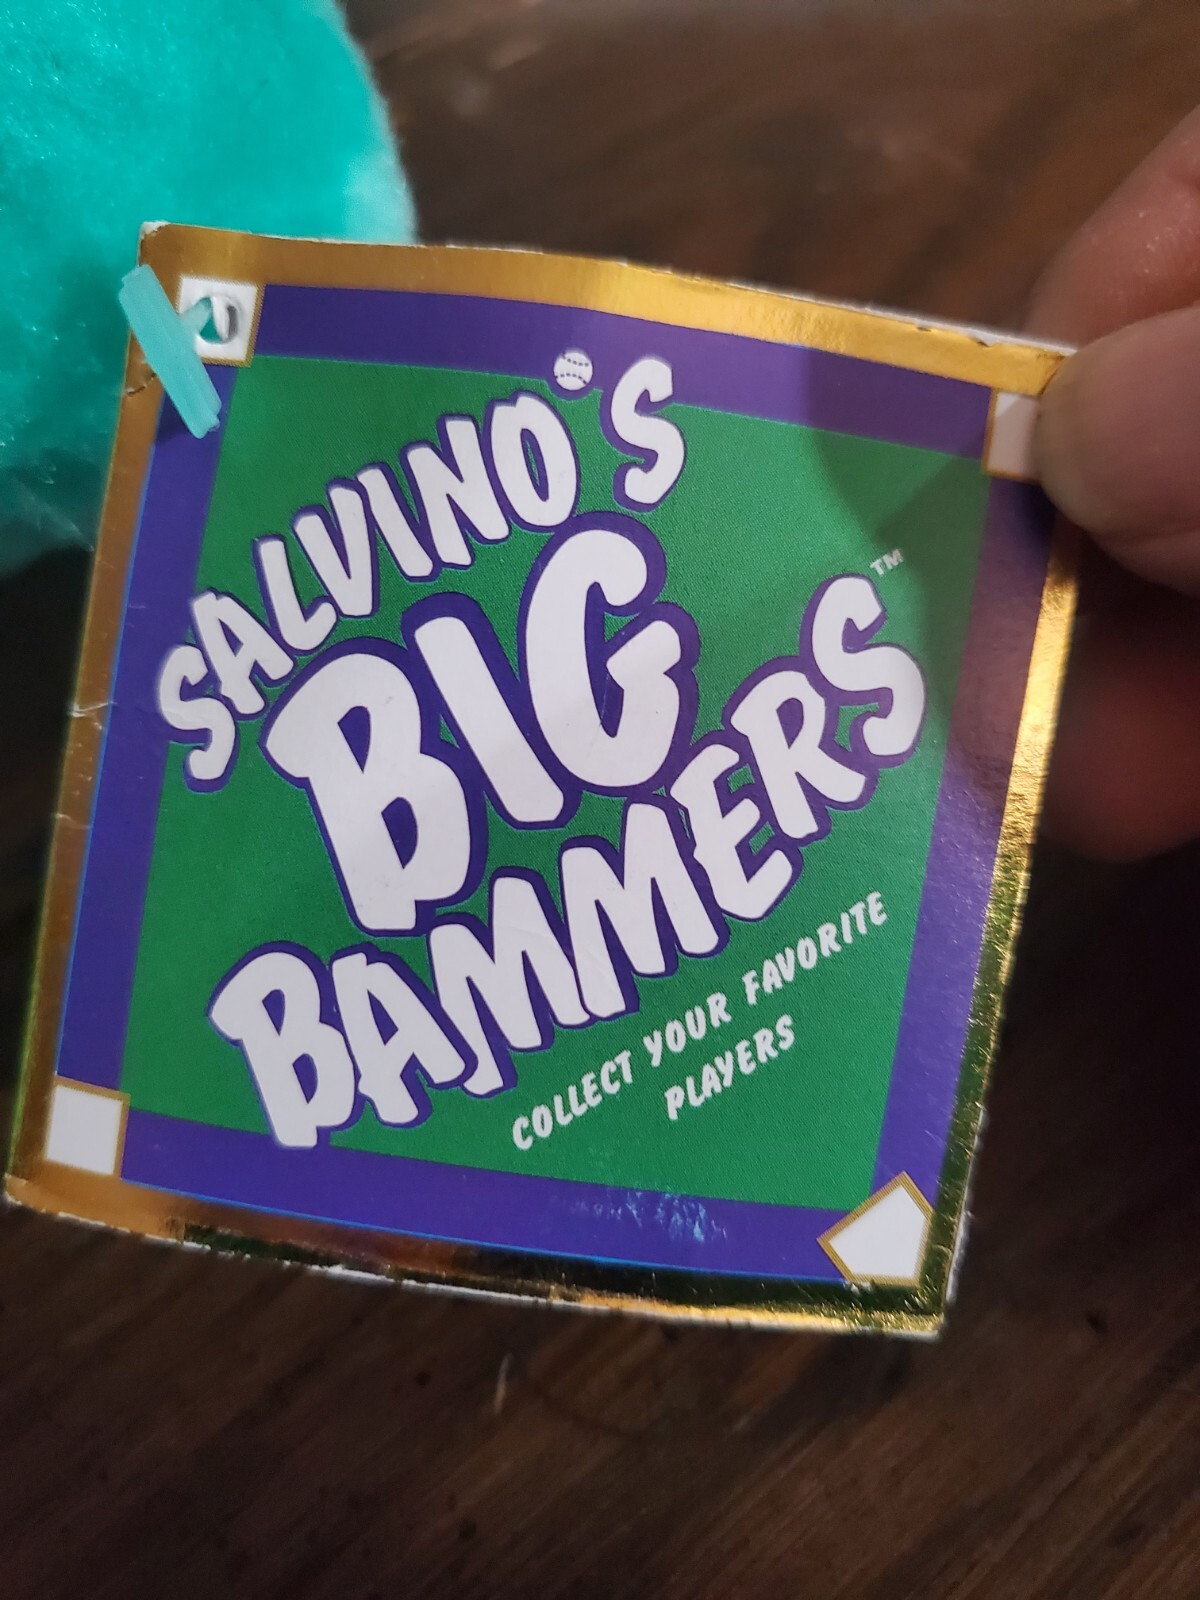 SALVINO'S
BIG
BAMMERS™
COLLECT YOUR FAVORITE
PLAYERS